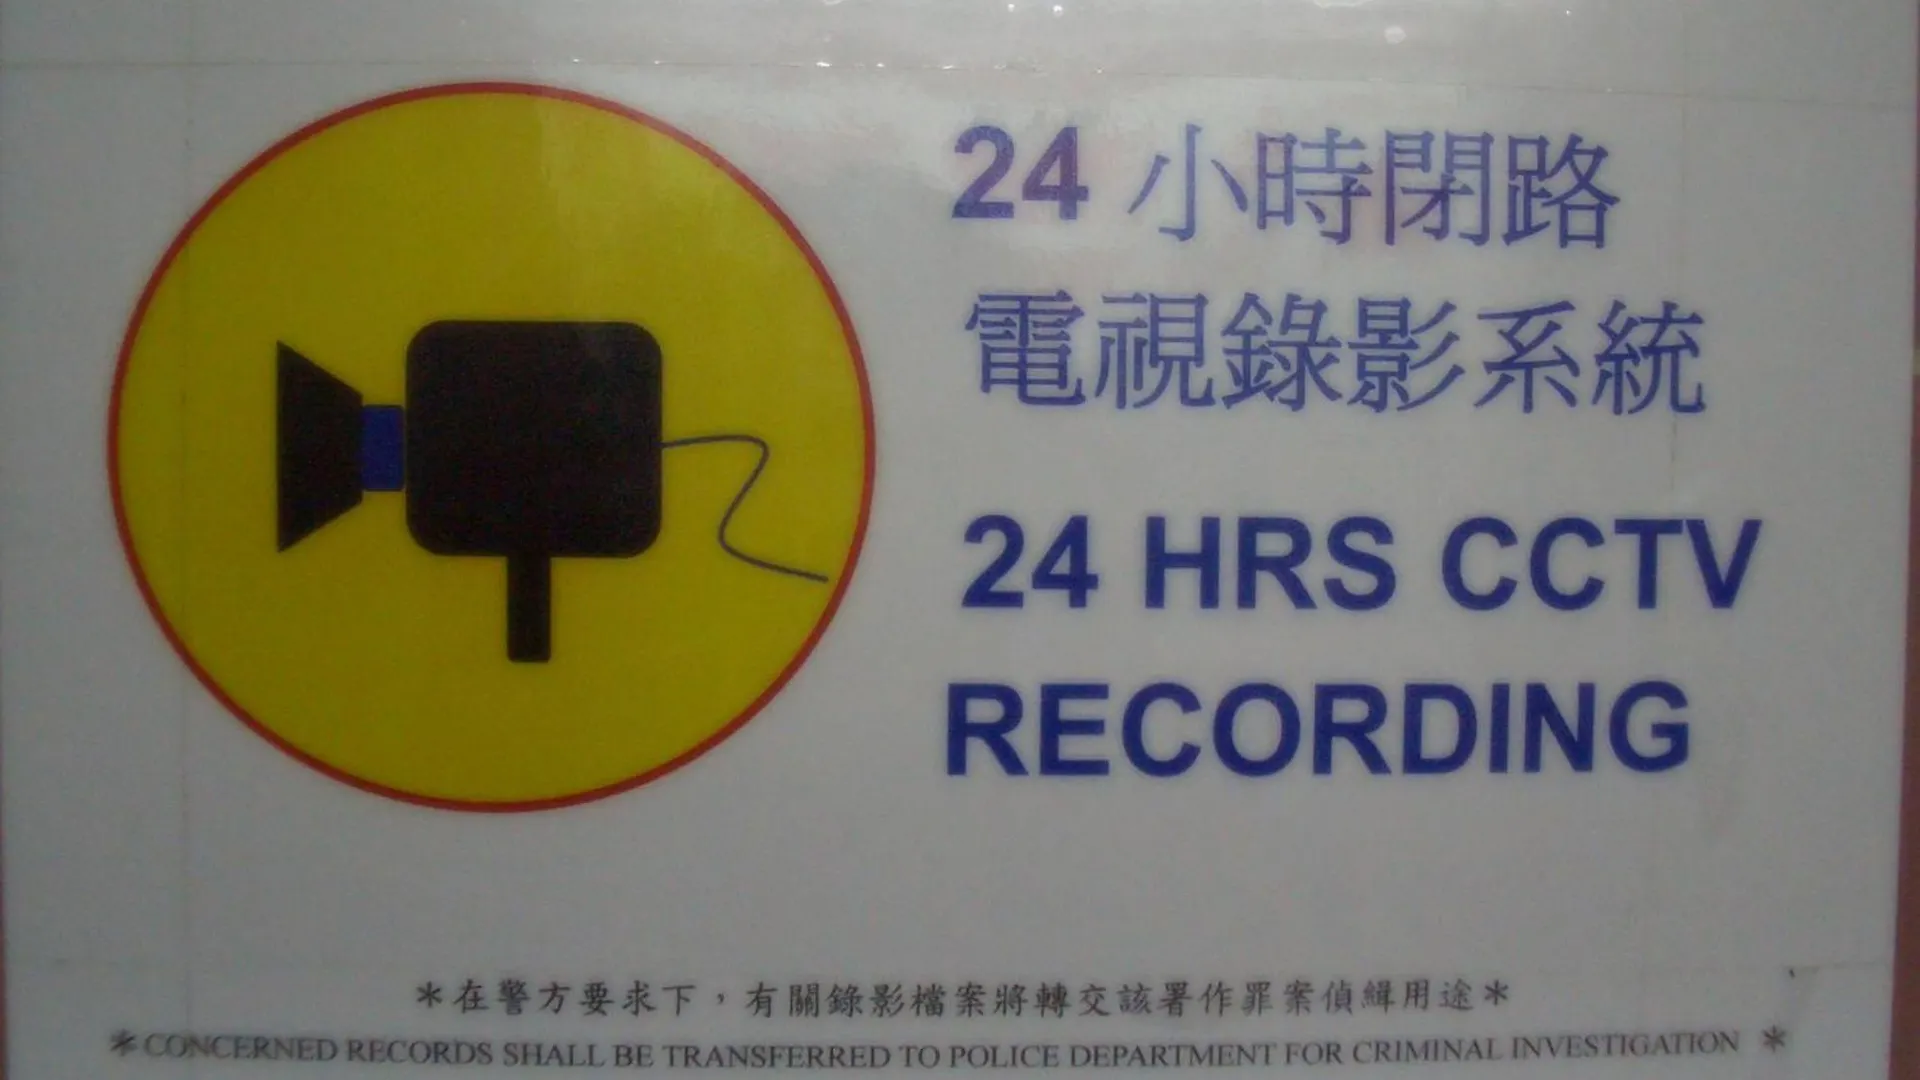 24 小時閉路
電視錄影系統
24 HRS CCTV
RECORDING
＊在警方要求下，有關錄影檔案將轉交該署作罪案偵緝用途＊
* CONCERNED RECORDS SHALL BE TRANSFERRED TO POLICE DEPARTMENT FOR CRIMINAL INVESTIGATION *